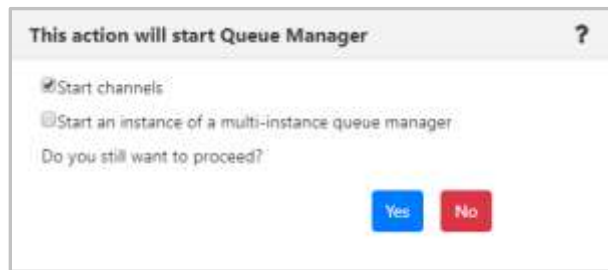 This action will start Queue Manager ?
Start channels
Start an instance of a multi-instance queue manager
Do you still want to proceed?
Yes No